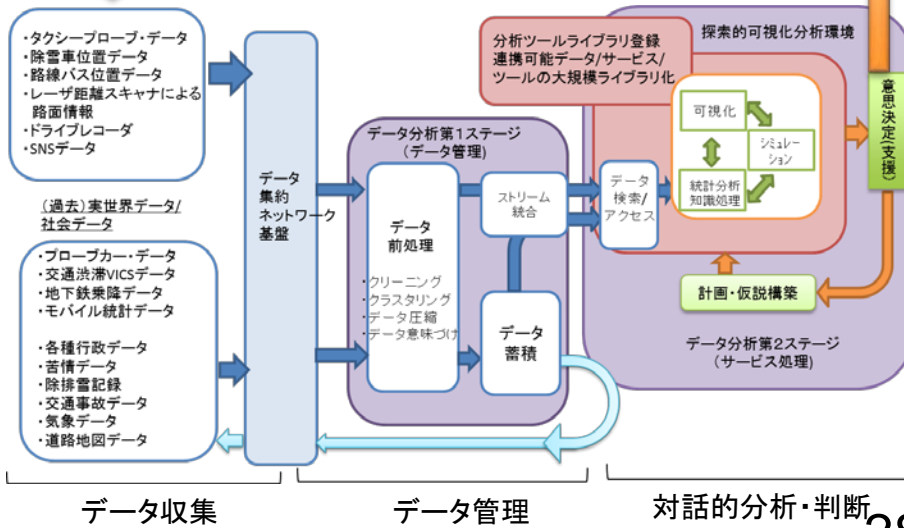 ・タクシープローブ・データ
・除雪車位置データ
・路線バス位置データ
・レーザ距離スキャナによる
路面情報
・ドライブレコーダ
・SNSデータ
(過去)実世界データ/
社会データ
・プローブカー・データ
・交通渋滞VICSデータ
・地下鉄乗降データ
・モバイル統計データ
・各種行政データ
・苦情データ
・除排雪記録
・交通事故データ
・気象データ
・道路地図データ
データ
集約
ネットワーク
基盤
データ分析第1ステージ
(データ管理)
データ
前処理
・クリーニング
・クラスタリング
・データ圧縮
・データ意味づけ
ストリーム
統合
データ
蓄積
分析ツールライブラリ登録
連携可能データ/サービス/
ツールの大規模ライブラリ化
探索的可視化分析環境
データ
検索/
アクセス
可視化
シミュレー
ション
統計分析
知識処理
意思決定(支援)
計画・仮説構築
データ分析第2ステージ
(サービス処理)
データ収集
データ管理
対話的分析・判断